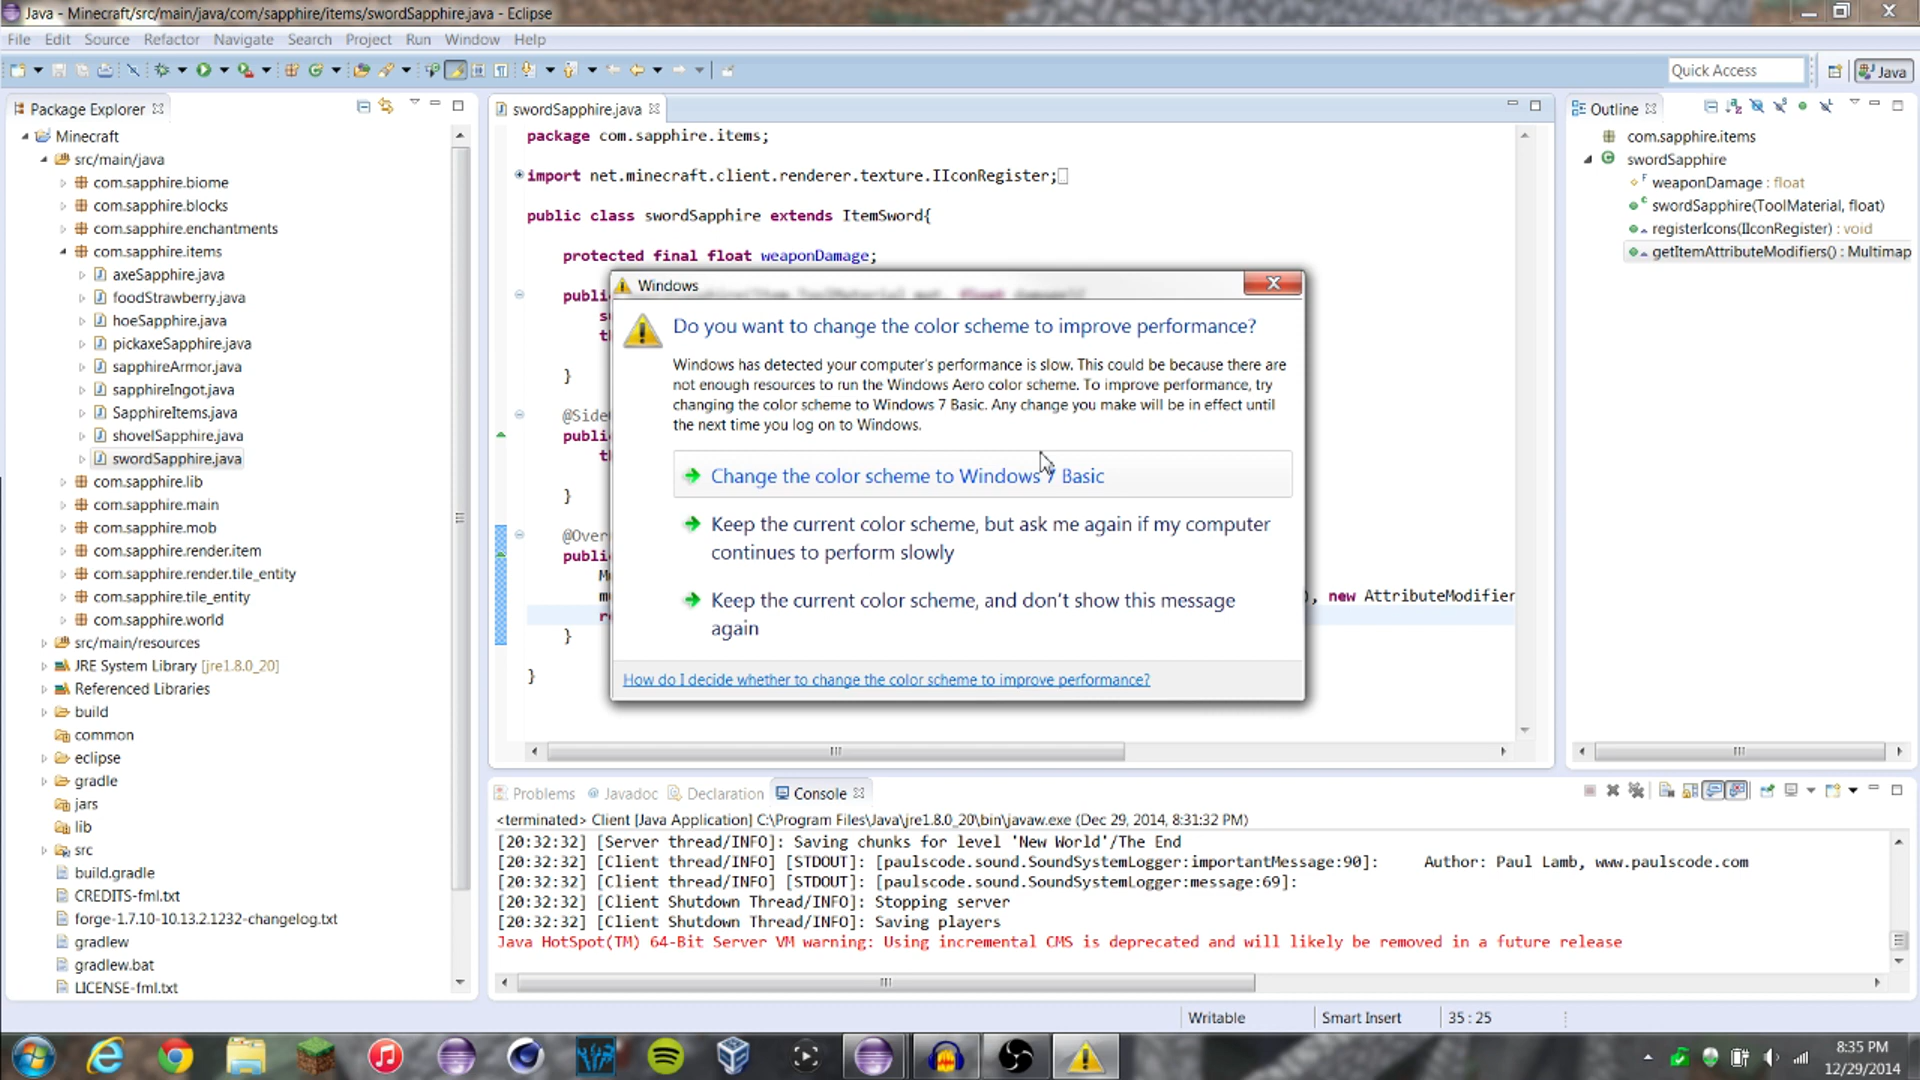 Java - Minecraft/src/main/java/com/sapphire/items/swordSapphire.java - Eclipse
File Edit Source Refactor Navigate Search Project Run Window Help
Quick Access
Java
Package Explorer
Minecraft
src/main/java
com.sapphire.biome
com.sapphire.blocks
com.sapphire.enchantments
com.sapphire.items
axeSapphire.java
foodStrawberry.java
hoeSapphire.java
pickaxeSapphire.java
sapphireArmor.java
sapphireIngot.java
SapphireItems.java
shovelSapphire.java
swordSapphire.java
com.sapphire.lib
com.sapphire.main
com.sapphire.mob
com.sapphire.render.item
com.sapphire.render.tile_entity
com.sapphire.tile_entity
com.sapphire.world
src/main/resources
JRE System Library [jre1.8.0_20]
Referenced Libraries
build
common
eclipse
gradle
jars
lib
src
build.gradle
CREDITS-fml.txt
forge-1.7.10-10.13.2.1232-changelog.txt
gradlew
gradlew.bat
LICENSE-fml.txt
swordSapphire.java
package com.sapphire.items;
import net.minecraft.client.renderer.texture.IIconRegister;
public class swordSapphire extends ItemSword{
protected final float weaponDamage;
publi
s
t
}
@Side
publi
t
}
@Over
publi
M
m ), new AttributeModifier
r
}
}
Windows
Do you want to change the color scheme to improve performance?
Windows has detected your computer's performance is slow. This could be because there are
not enough resources to run the Windows Aero color scheme. To improve performance, try
changing the color scheme to Windows 7 Basic. Any change you make will be in effect until
the next time you log on to Windows.
Change the color scheme to Windows 7 Basic
Keep the current color scheme, but ask me again if my computer
continues to perform slowly
Keep the current color scheme, and don't show this message
again
How do I decide whether to change the color scheme to improve performance?
Outline
com.sapphire.items
swordSapphire
weaponDamage : float
swordSapphire(ToolMaterial, float)
registerIcons(IIconRegister) : void
getItemAttributeModifiers() : Multimap
Problems Javadoc Declaration Console
<terminated> Client [Java Application] C:\Program Files\Java\jre1.8.0_20\bin\javaw.exe (Dec 29, 2014, 8:31:32 PM)
[20:32:32] [Server thread/INFO]: Saving chunks for level 'New World'/The End
[20:32:32] [Client thread/INFO] [STDOUT]: [paulscode.sound.SoundSystemLogger:importantMessage:90]: Author: Paul Lamb, www.paulscode.com
[20:32:32] [Client thread/INFO] [STDOUT]: [paulscode.sound.SoundSystemLogger:message:69]:
[20:32:32] [Client Shutdown Thread/INFO]: Stopping server
[20:32:32] [Client Shutdown Thread/INFO]: Saving players
Java HotSpot(TM) 64-Bit Server VM warning: Using incremental CMS is deprecated and will likely be removed in a future release
Writable Smart Insert 35 : 25
8:35 PM
12/29/2014